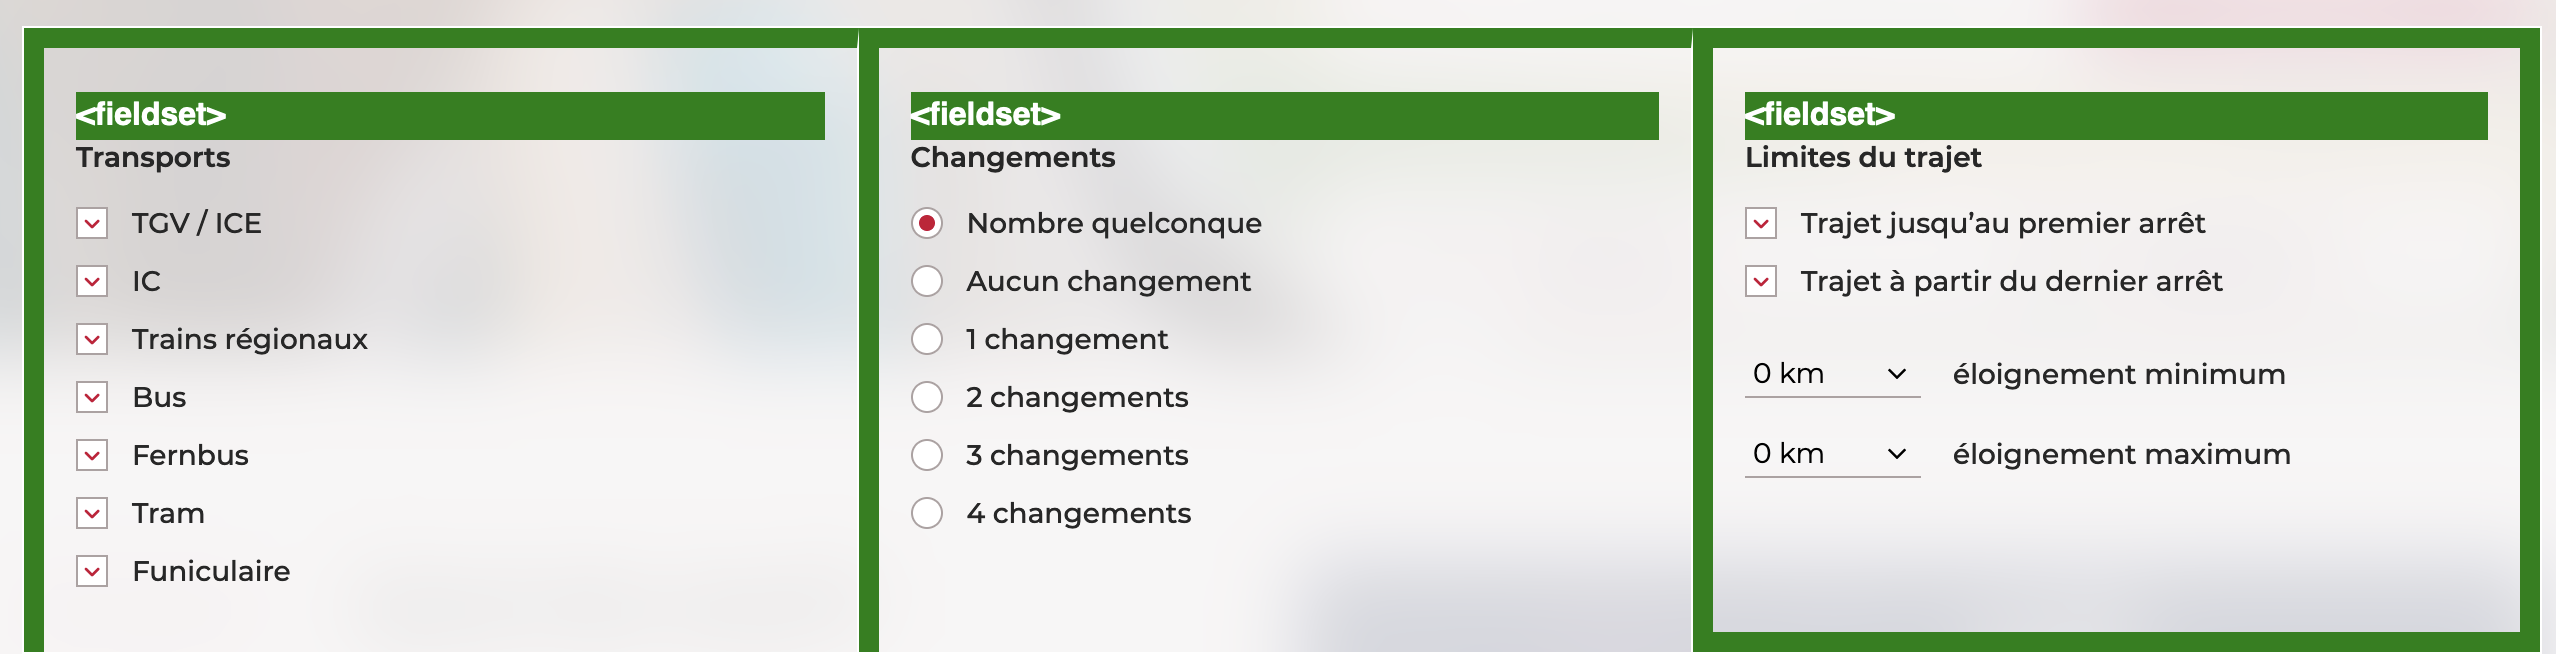 <fieldset>
Transports
TGV / ICE
IC
Trains régionaux
Bus
Fernbus
Tram
Funiculaire
<fieldset>
Changements
Nombre quelconque
Aucun changement
1 changement
2 changements
3 changements
4 changements
<fieldset>
Limites du trajet
Trajet jusqu’au premier arrêt
Trajet à partir du dernier arrêt
0 km éloignement minimum
0 km éloignement maximum